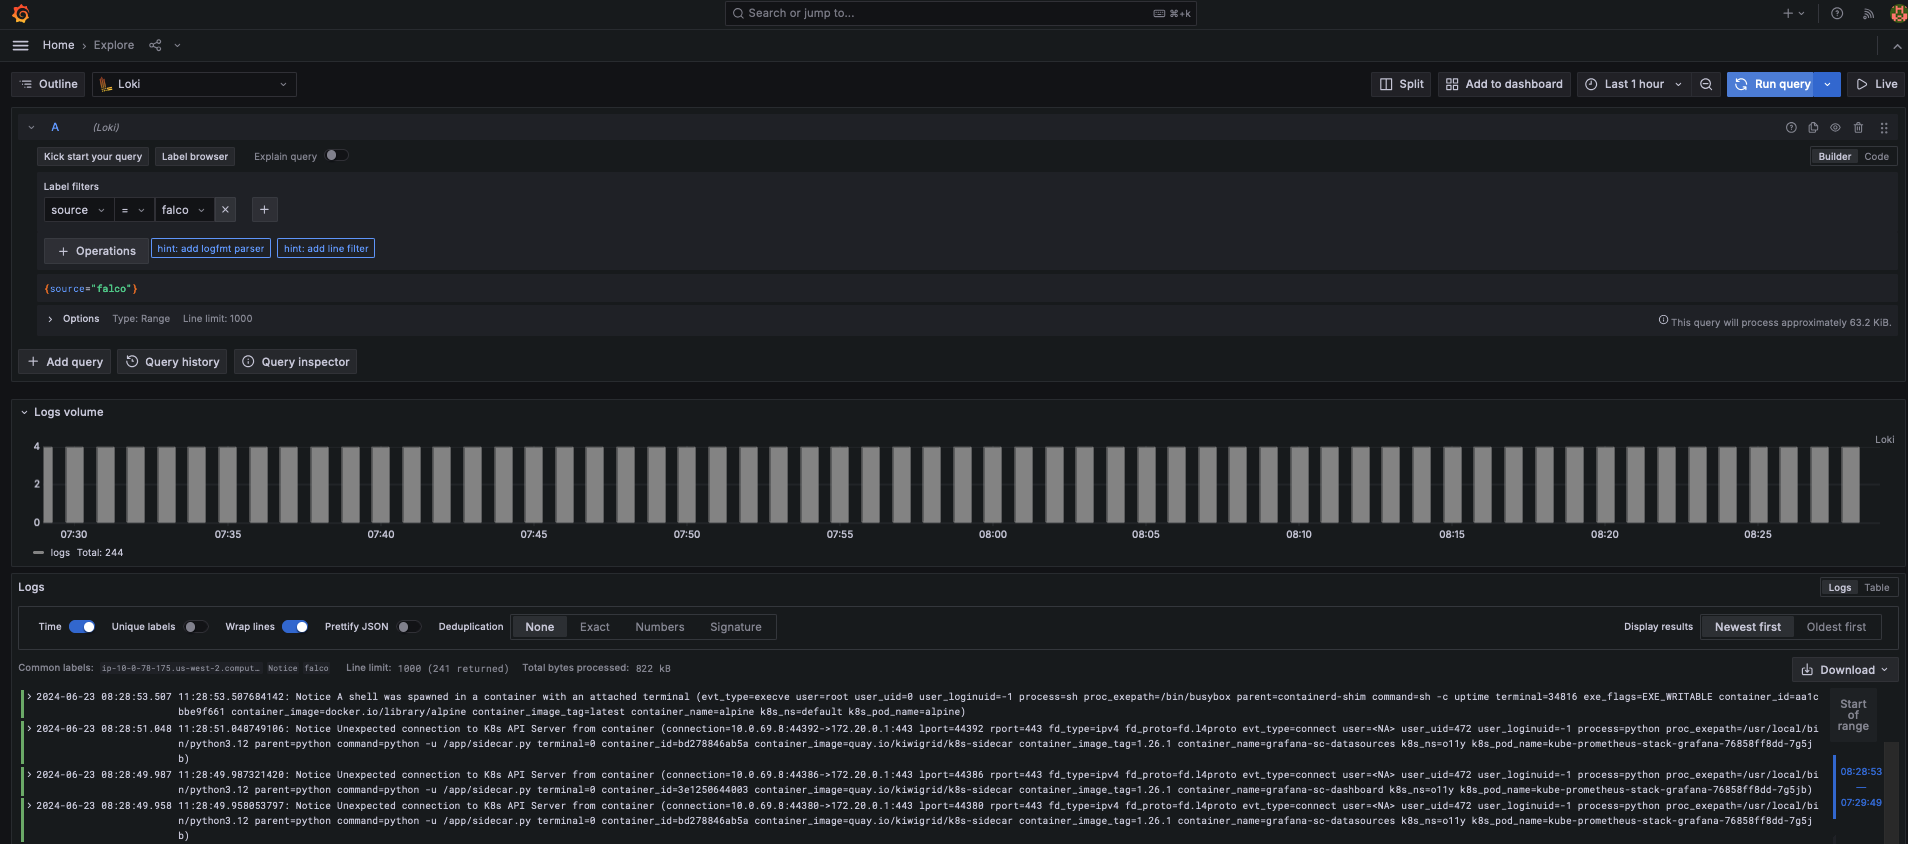 Search or jump to... ⌘+k
Home › Explore
Outline Loki Split Add to dashboard Last 1 hour Run query Live
A (Loki)
Kick start your query Label browser Explain query Builder Code
Label filters
source = falco
+ Operations hint: add logfmt parser hint: add line filter
{source="falco"}
Options Type: Range Line limit: 1000 This query will process approximately 63.2 KiB.
+ Add query Query history Query inspector
Logs volume
4 Loki
2
0
07:30 07:35 07:40 07:45 07:50 07:55 08:00 08:05 08:10 08:15 08:20 08:25
logs Total: 244
Logs Logs Table
Time Unique labels Wrap lines Prettify JSON Deduplication None Exact Numbers Signature Display results Newest first Oldest first
Common labels: ip-10-0-78-175.us-west-2.comput… Notice falco Line limit: 1000 (241 returned) Total bytes processed: 822 kB Download
2024-06-23 08:28:53.507 11:28:53.507684142: Notice A shell was spawned in a container with an attached terminal (evt_type=execve user=root user_uid=0 user_loginuid=-1 process=sh proc_exepath=/bin/busybox parent=containerd-shim command=sh -c uptime terminal=34816 exe_flags=EXE_WRITABLE container_id=aa1c
bbe9f661 container_image=docker.io/library/alpine container_image_tag=latest container_name=alpine k8s_ns=default k8s_pod_name=alpine)
2024-06-23 08:28:51.048 11:28:51.048749106: Notice Unexpected connection to K8s API Server from container (connection=10.0.69.8:44392->172.20.0.1:443 lport=44392 rport=443 fd_type=ipv4 fd_proto=fd.l4proto evt_type=connect user=<NA> user_uid=472 user_loginuid=-1 process=python proc_exepath=/usr/local/bi
n/python3.12 parent=python command=python -u /app/sidecar.py terminal=0 container_id=bd278846ab5a container_image=quay.io/kiwigrid/k8s-sidecar container_image_tag=1.26.1 container_name=grafana-sc-datasources k8s_ns=o11y k8s_pod_name=kube-prometheus-stack-grafana-76858ff8dd-7g5j
b)
2024-06-23 08:28:49.987 11:28:49.987321420: Notice Unexpected connection to K8s API Server from container (connection=10.0.69.8:44386->172.20.0.1:443 lport=44386 rport=443 fd_type=ipv4 fd_proto=fd.l4proto evt_type=connect user=<NA> user_uid=472 user_loginuid=-1 process=python proc_exepath=/usr/local/bi
n/python3.12 parent=python command=python -u /app/sidecar.py terminal=0 container_id=3e1250644003 container_image=quay.io/kiwigrid/k8s-sidecar container_image_tag=1.26.1 container_name=grafana-sc-dashboard k8s_ns=o11y k8s_pod_name=kube-prometheus-stack-grafana-76858ff8dd-7g5jb)
2024-06-23 08:28:49.958 11:28:49.958053797: Notice Unexpected connection to K8s API Server from container (connection=10.0.69.8:44380->172.20.0.1:443 lport=44380 rport=443 fd_type=ipv4 fd_proto=fd.l4proto evt_type=connect user=<NA> user_uid=472 user_loginuid=-1 process=python proc_exepath=/usr/local/bi
n/python3.12 parent=python command=python -u /app/sidecar.py terminal=0 container_id=bd278846ab5a container_image=quay.io/kiwigrid/k8s-sidecar container_image_tag=1.26.1 container_name=grafana-sc-datasources k8s_ns=o11y k8s_pod_name=kube-prometheus-stack-grafana-76858ff8dd-7g5j
b)
Start
of
range
08:28:53
—
07:29:49